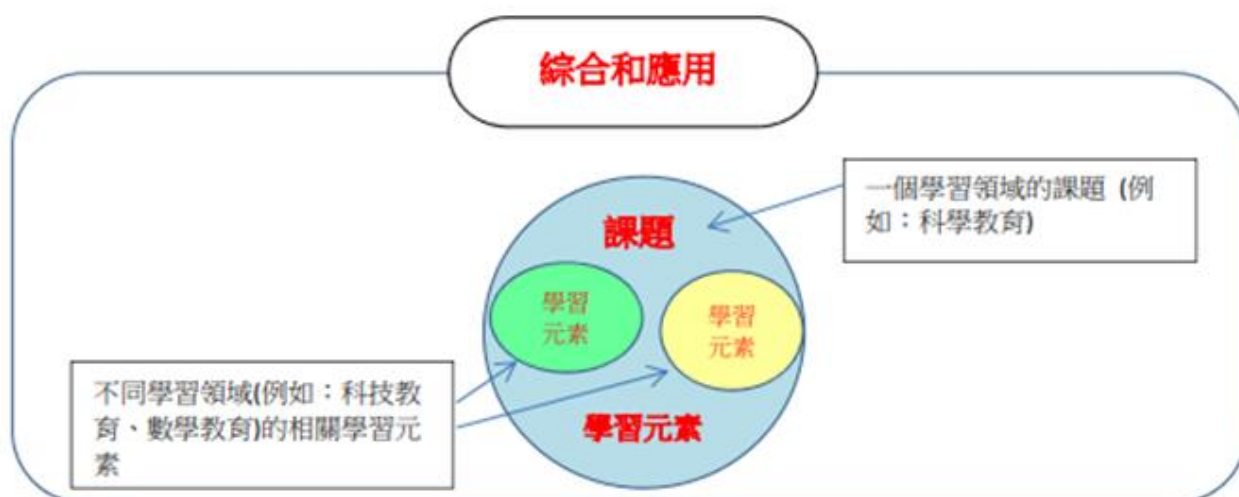 綜合和應用
一個學習領域的課題 (例
如：科學教育)
課題
學習
元素
學習
元素
不同學習領域(例如：科技教
育、數學教育)的相關學習元
素
學習元素